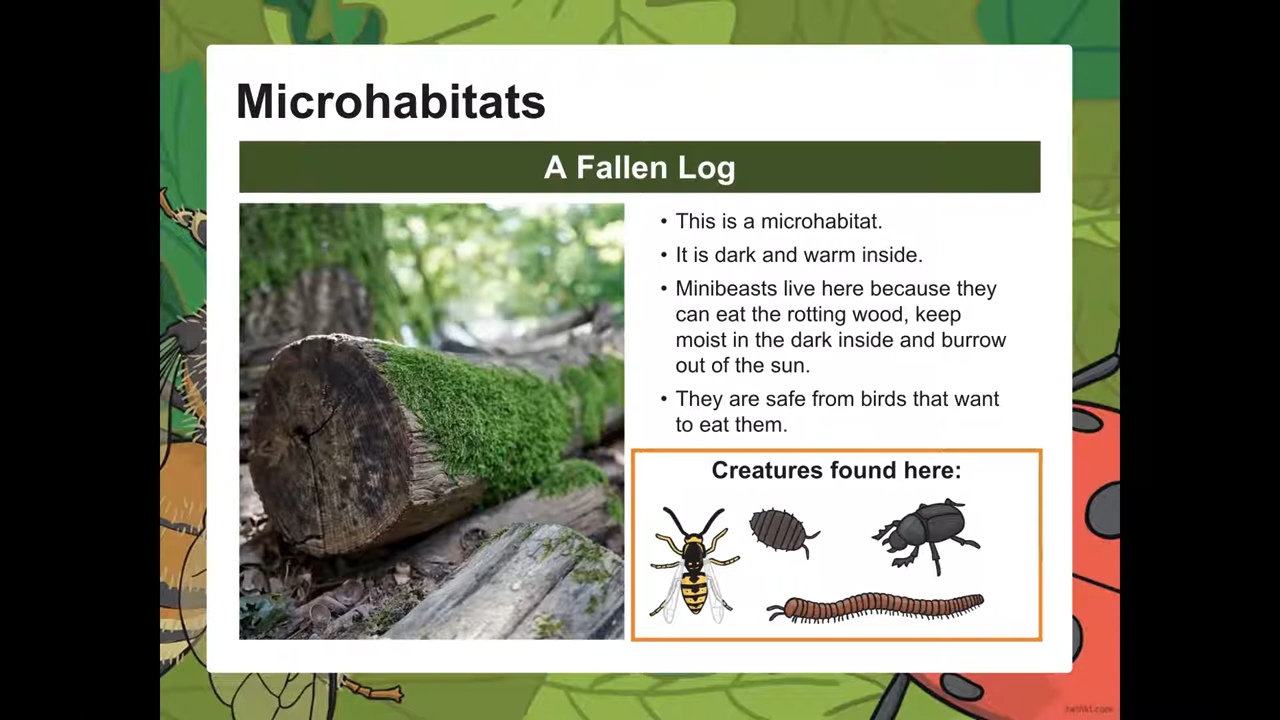 Microhabitats
A Fallen Log
• This is a microhabitat.
• It is dark and warm inside.
• Minibeasts live here because they
can eat the rotting wood, keep
moist in the dark inside and burrow
out of the sun.
• They are safe from birds that want
to eat them.
Creatures found here: